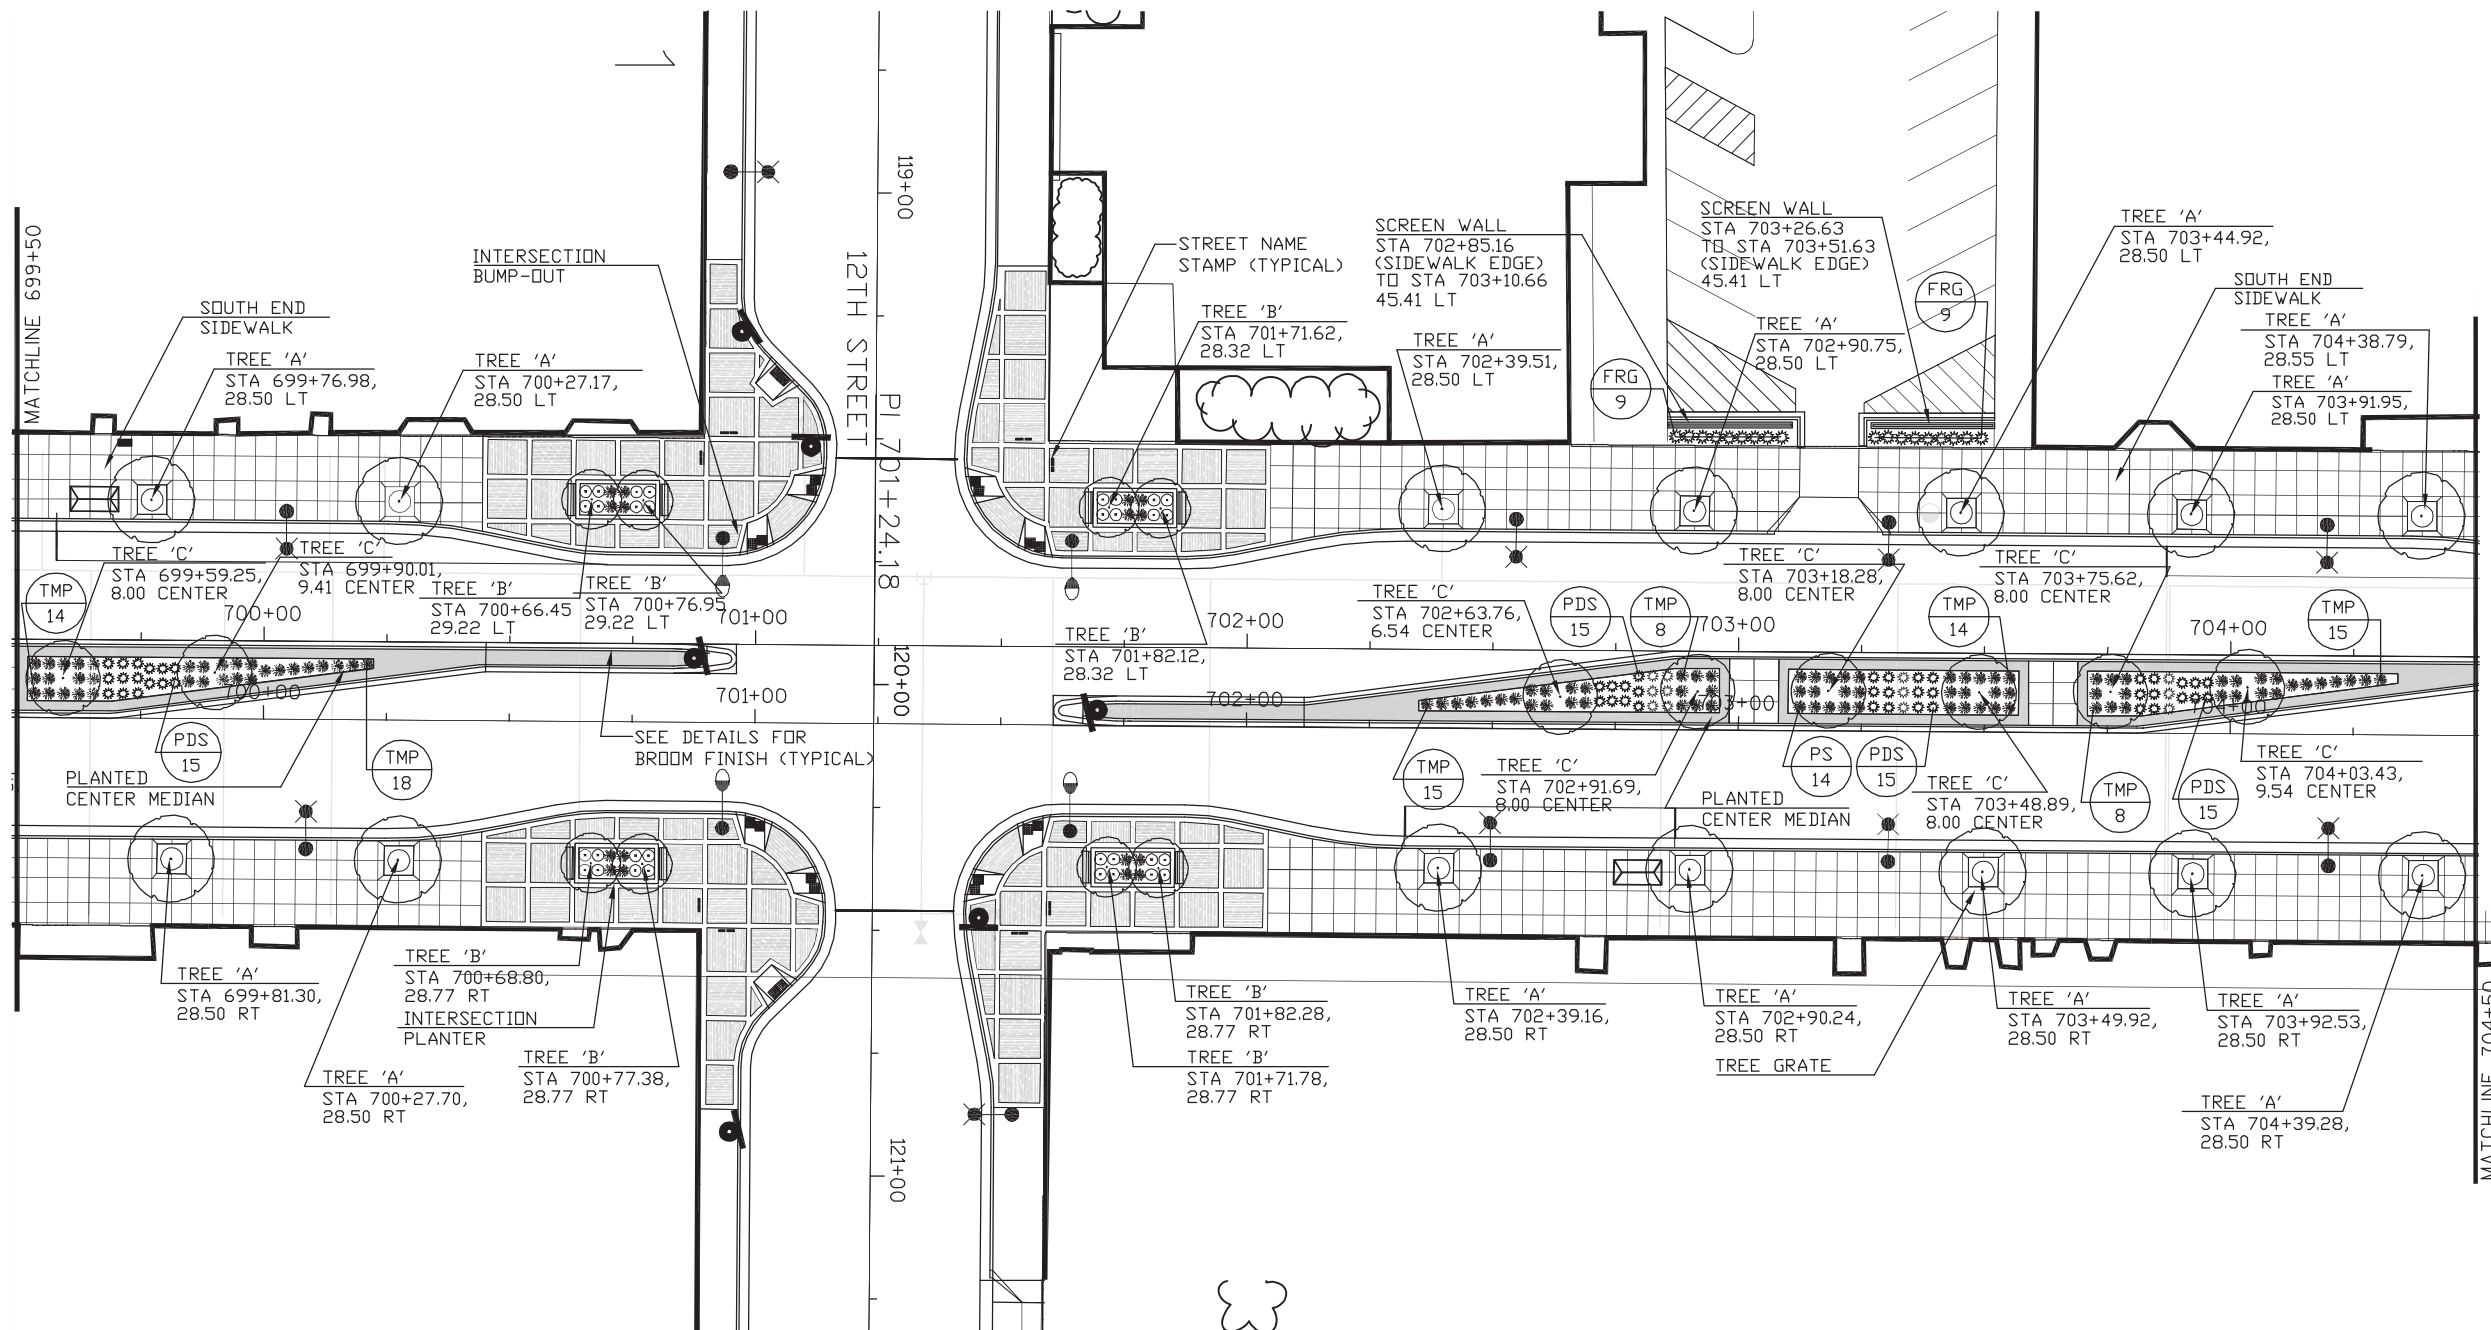 119+00
12TH STREET
PI 701+24.18
120+00
121+00
MATCHLINE 699+50
INTERSECTION
BUMP-OUT
SOUTH END
SIDEWALK
TREE 'A'
STA 699+76.98,
28.50 LT
TREE 'A'
STA 700+27.17,
28.50 LT
STREET NAME
STAMP (TYPICAL)
TREE 'B'
STA 701+71.62,
28.32 LT
SCREEN WALL
STA 702+85.16
(SIDEWALK EDGE)
TO STA 703+10.66
45.41 LT
TREE 'A'
STA 702+39.51,
28.50 LT
FRG
9
SCREEN WALL
STA 703+26.63
TO STA 703+51.63
(SIDEWALK EDGE)
45.41 LT
TREE 'A'
STA 702+90.75,
28.50 LT
FRG
9
TREE 'A'
STA 703+44.92,
28.50 LT
SOUTH END
SIDEWALK
TREE 'A'
STA 704+38.79,
28.55 LT
TREE 'A'
STA 703+91.95,
28.50 LT
TREE 'C'
STA 699+59.25,
8.00 CENTER
TREE 'C'
STA 699+90.01,
9.41 CENTER
TREE 'B'
STA 700+66.45
29.22 LT
TREE 'B'
STA 700+76.95
29.22 LT
TMP
14
700+00
701+00
702+00
703+00
704+00
TREE 'B'
STA 701+82.12,
28.32 LT
TREE 'C'
STA 702+63.76,
6.54 CENTER
PDS
15
TMP
8
TREE 'C'
STA 703+18.28,
8.00 CENTER
TMP
14
TREE 'C'
STA 703+75.62,
8.00 CENTER
TMP
15
700+00
701+00
702+00
703+00
704+00
PDS
15
TMP
18
PLANTED
CENTER MEDIAN
SEE DETAILS FOR
BROOM FINISH (TYPICAL)
TMP
15
TREE 'C'
STA 702+91.69,
8.00 CENTER
PLANTED
CENTER MEDIAN
PS
14
PDS
15
TREE 'C'
STA 703+48.89,
8.00 CENTER
TMP
8
PDS
15
TREE 'C'
STA 704+03.43,
9.54 CENTER
TREE 'A'
STA 699+81.30,
28.50 RT
TREE 'A'
STA 700+27.70,
28.50 RT
TREE 'B'
STA 700+68.80,
28.77 RT
INTERSECTION
PLANTER
TREE 'B'
STA 700+77.38,
28.77 RT
TREE 'B'
STA 701+82.28,
28.77 RT
TREE 'B'
STA 701+71.78,
28.77 RT
TREE 'A'
STA 702+39.16,
28.50 RT
TREE 'A'
STA 702+90.24,
28.50 RT
TREE GRATE
TREE 'A'
STA 703+49.92,
28.50 RT
TREE 'A'
STA 703+92.53,
28.50 RT
TREE 'A'
STA 704+39.28,
28.50 RT
MATCHLINE 704+50